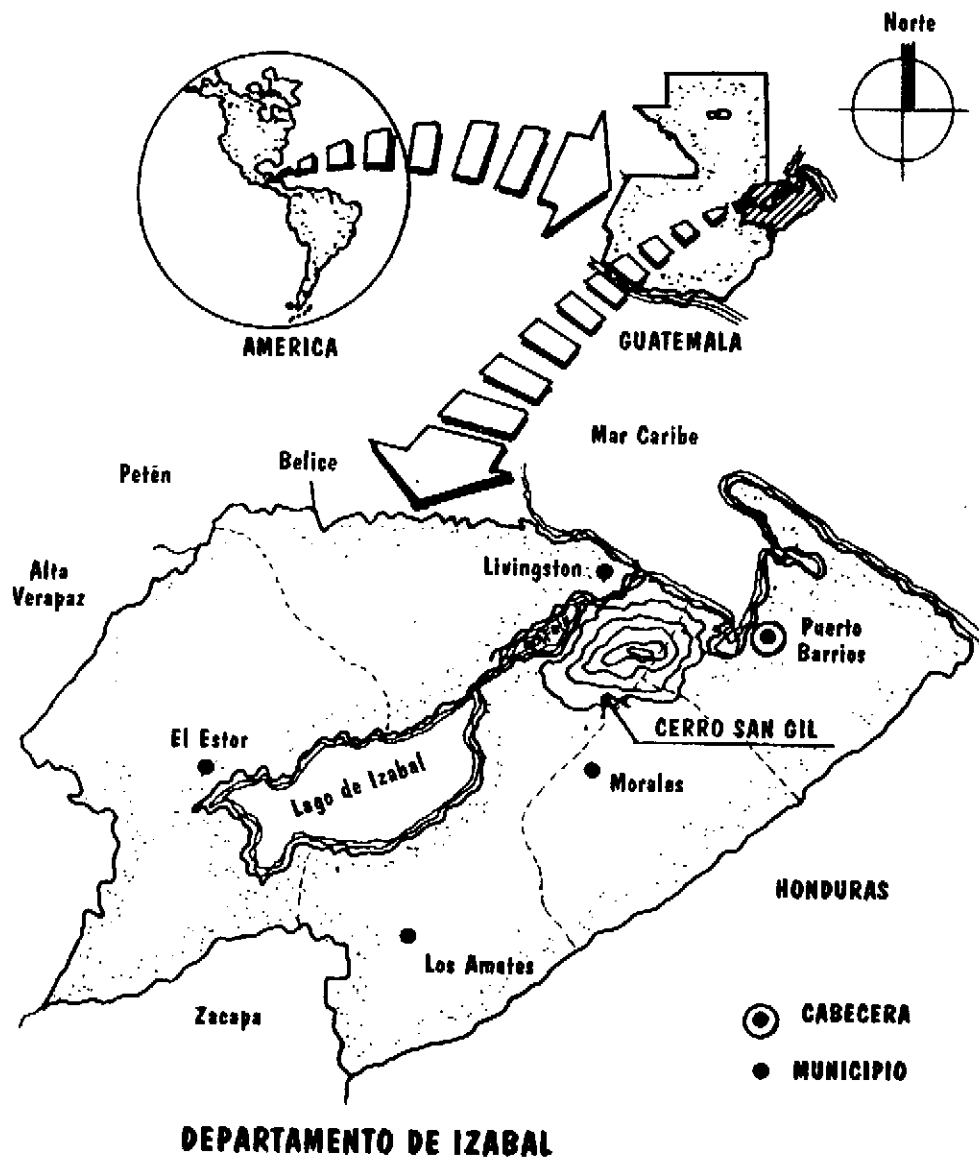 Norte
AMERICA
GUATEMALA
Mar Caribe
Petén
Belice
Alta
Verapaz
Livingston
Puerto
Barrios
CERRO SAN GIL
El Estor
Lago de Izabal
Morales
HONDURAS
Los Amates
Zacapa
CABECERA
MUNICIPIO
DEPARTAMENTO DE IZABAL